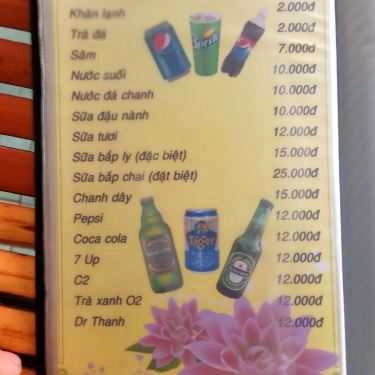 Khăn lạnh 2.000đ
Trà đá 2.000đ
Sâm 7.000đ
Nước suối 10.000đ
Nước đá chanh 10.000đ
Sữa đậu nành 10.000đ
Sữa tươi 12.000đ
Sữa bắp ly (đặc biệt) 15.000đ
Sữa bắp chai (đặt biệt) 25.000đ
Chanh dây 15.000đ
Pepsi 12.000đ
Coca cola 12.000đ
7 Up 12.000đ
C2 12.000đ
Trà xanh O2 12.000đ
Dr Thanh 12.000đ
Sprite
Tiger